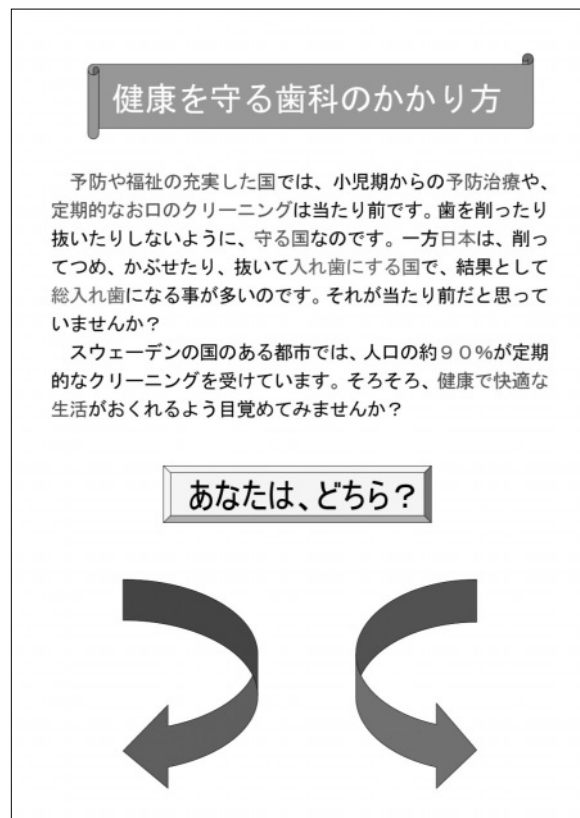 健康を守る歯科のかかり方
　予防や福祉の充実した国では、小児期からの予防治療や、
定期的なお口のクリーニングは当たり前です。歯を削ったり
抜いたりしないように、守る国なのです。一方日本は、削っ
てつめ、かぶせたり、抜いて入れ歯にする国で、結果として
総入れ歯になる事が多いのです。それが当たり前だと思って
いませんか？
　スウェーデンの国のある都市では、人口の約９０％が定期
的なクリーニングを受けています。そろそろ、健康で快適な
生活がおくれるよう目覚めてみませんか？
あなたは、どちら？